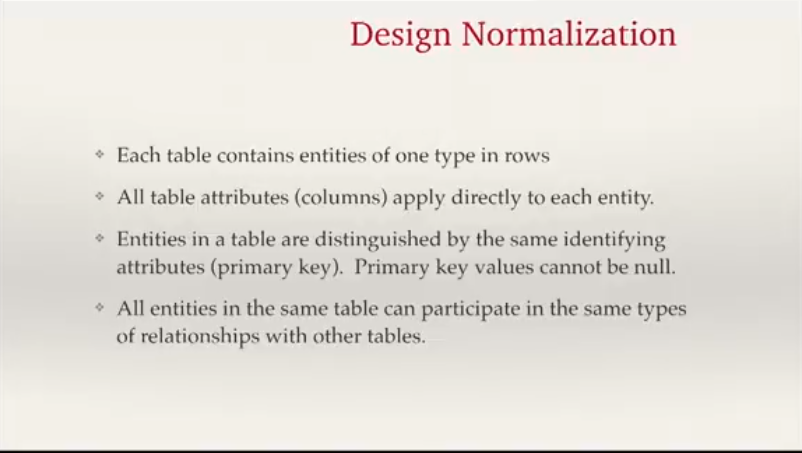 Design Normalization
Each table contains entities of one type in rows
All table attributes (columns) apply directly to each entity.
Entities in a table are distinguished by the same identifying
attributes (primary key).  Primary key values cannot be null.
All entities in the same table can participate in the same types
of relationships with other tables.